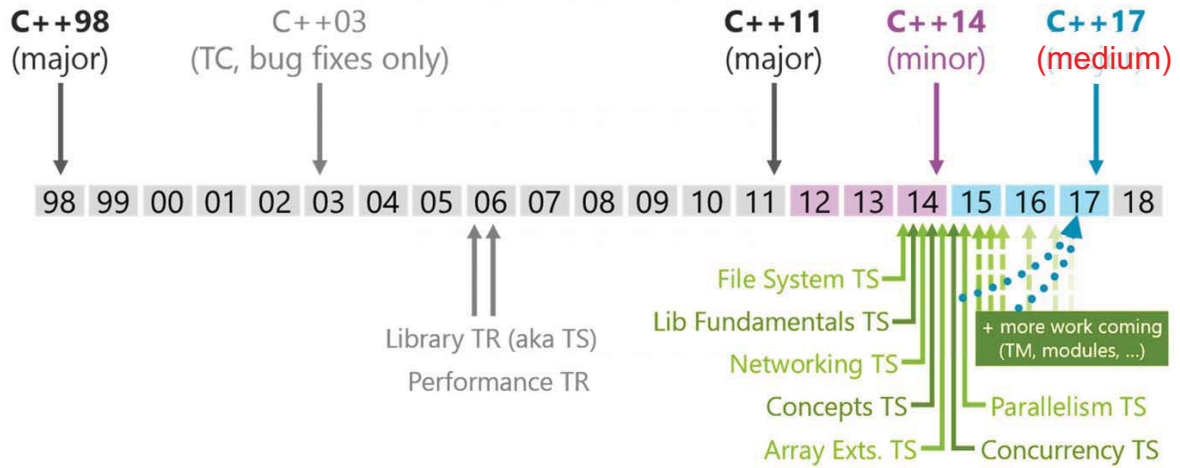 C++98
(major)
C++03
(TC, bug fixes only)
C++11
(major)
C++14
(minor)
C++17
(medium)
98 99 00 01 02 03 04 05 06 07 08 09 10 11 12 13 14 15 16 17 18
Library TR (aka TS)
Performance TR
File System TS
Lib Fundamentals TS
Networking TS
Concepts TS
Array Exts. TS
+ more work coming
(TM, modules, ...)
Parallelism TS
Concurrency TS